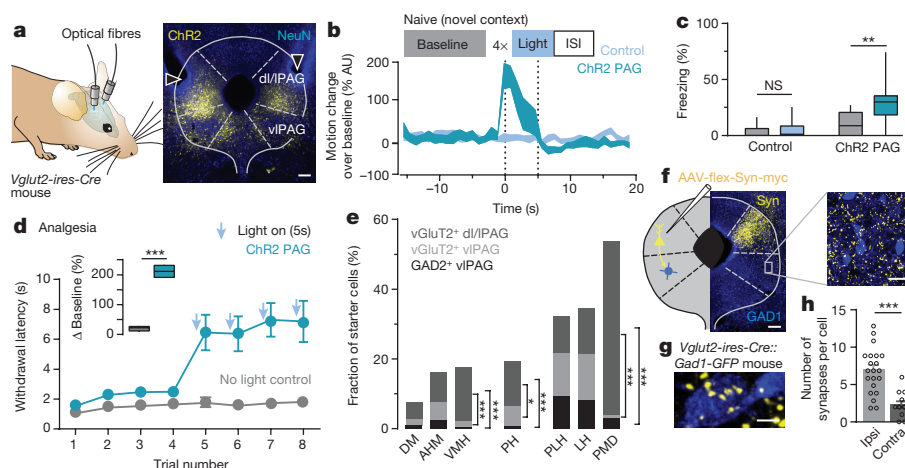 a
Optical fibres
Vglut2-ires-Cre
mouse
ChR2
NeuN
dl/lPAG
vlPAG
b
Naive (novel context)
Baseline
4×
Light
ISI
Control
ChR2 PAG
Motion change
over baseline (% AU)
200
100
0
−100
−10
0
10
20
Time (s)
c
Freezing (%)
100
75
50
25
0
NS
**
Control
ChR2 PAG
d
Analgesia
Light on (5s)
ChR2 PAG
Δ Baseline (%)
200
100
0
***
Withdrawal latency (s)
10
8
6
4
2
0
No light control
1
2
3
4
5
6
7
8
Trial number
e
vGluT2⁺ dl/lPAG
vGluT2⁺ vlPAG
GAD2⁺ vlPAG
Fraction of starter cells (%)
60
40
20
0
***
***
*
***
***
***
DM
AHM
VMH
PH
PLH
LH
PMD
f
AAV-flex-Syn-myc
Syn
GAD1
g
Vglut2-ires-Cre::
Gad1-GFP mouse
h
Number of
synapses per cell
15
10
5
0
***
Ipsi
Contra